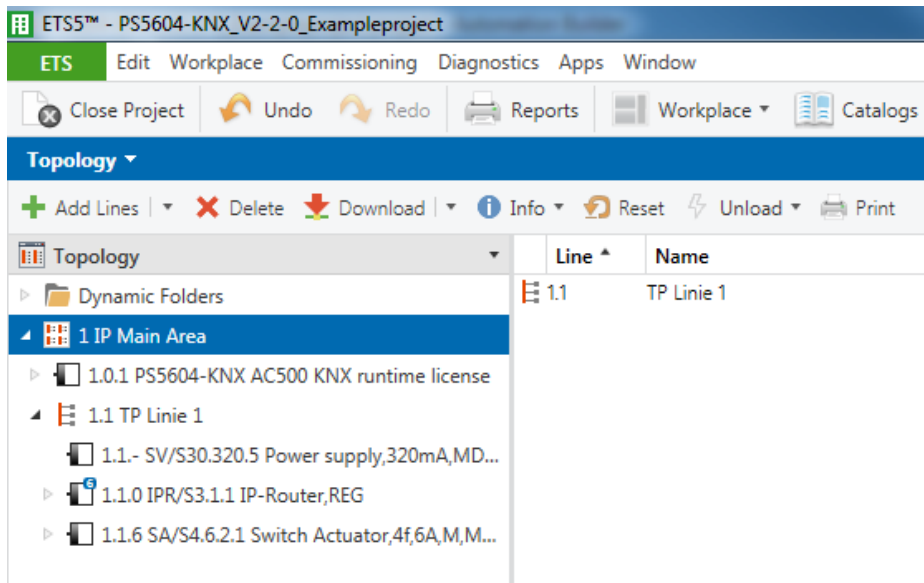 ETS5™ - PS5604-KNX_V2-2-0_Exampleproject
ETS Edit Workplace Commissioning Diagnostics Apps Window
Close Project Undo Redo Reports Workplace Catalogs
Topology
Add Lines Delete Download Info Reset Unload Print
Topology
Line Name
Dynamic Folders
1.1 TP Linie 1
1 IP Main Area
1.0.1 PS5604-KNX AC500 KNX runtime license
1.1 TP Linie 1
1.1.- SV/S30.320.5 Power supply,320mA,MD...
1.1.0 IPR/S3.1.1 IP-Router,REG
1.1.6 SA/S4.6.2.1 Switch Actuator,4f,6A,M,M...